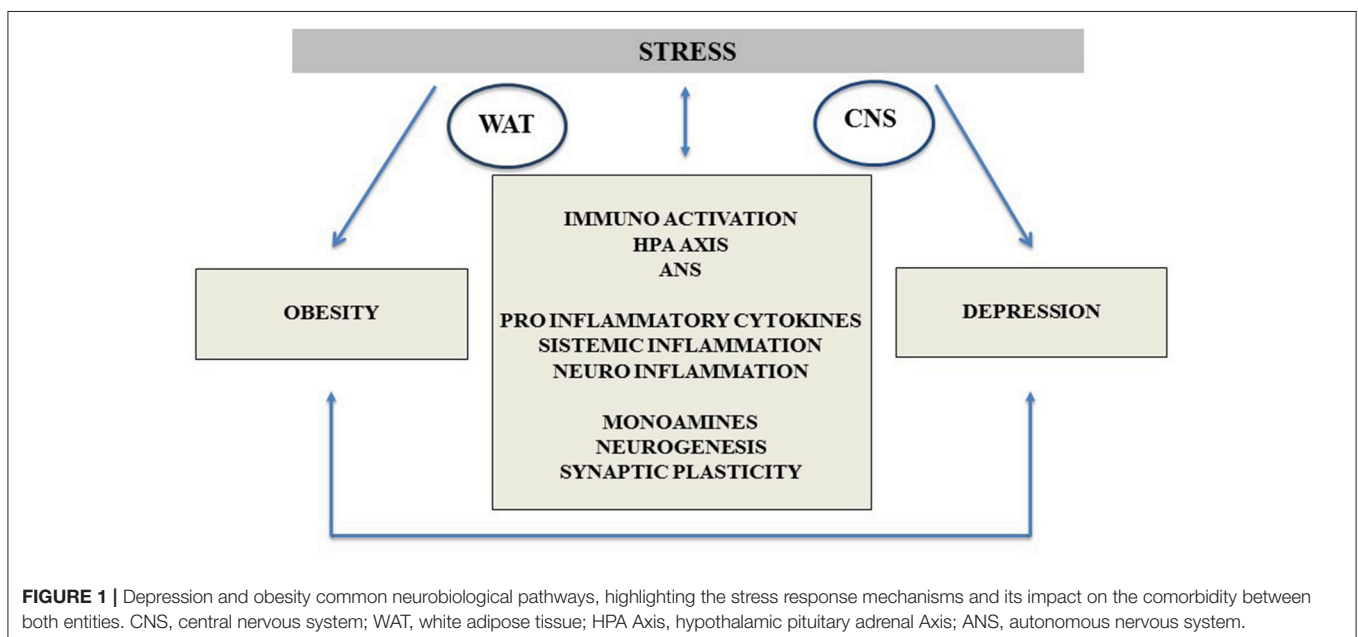 STRESS
WAT
CNS
IMMUNO ACTIVATION
HPA AXIS
ANS
OBESITY
DEPRESSION
PRO INFLAMMATORY CYTOKINES
SISTEMIC INFLAMMATION
NEURO INFLAMMATION
MONOAMINES
NEUROGENESIS
SYNAPTIC PLASTICITY
FIGURE 1 | Depression and obesity common neurobiological pathways, highlighting the stress response mechanisms and its impact on the comorbidity between
both entities. CNS, central nervous system; WAT, white adipose tissue; HPA Axis, hypothalamic pituitary adrenal Axis; ANS, autonomous nervous system.